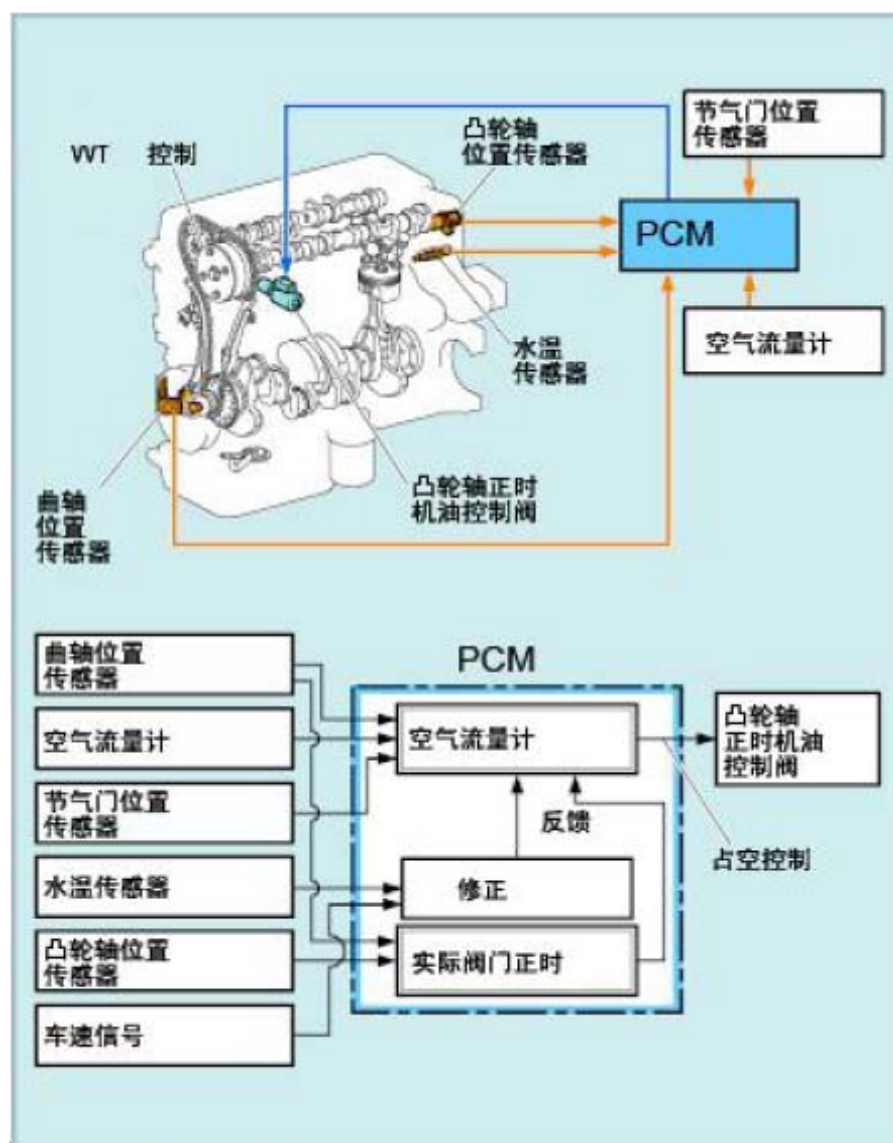 节气门位置
传感器
凸轮轴
位置传感器
VVT 控制
PCM
空气流量计
水温
传感器
凸轮轴正时
机油控制阀
曲轴
位置
传感器
PCM
曲轴位置
传感器
空气流量计
节气门位置
传感器
水温传感器
凸轮轴位置
传感器
车速信号
空气流量计
反馈
修正
实际阀门正时
凸轮轴
正时机油
控制阀
占空控制